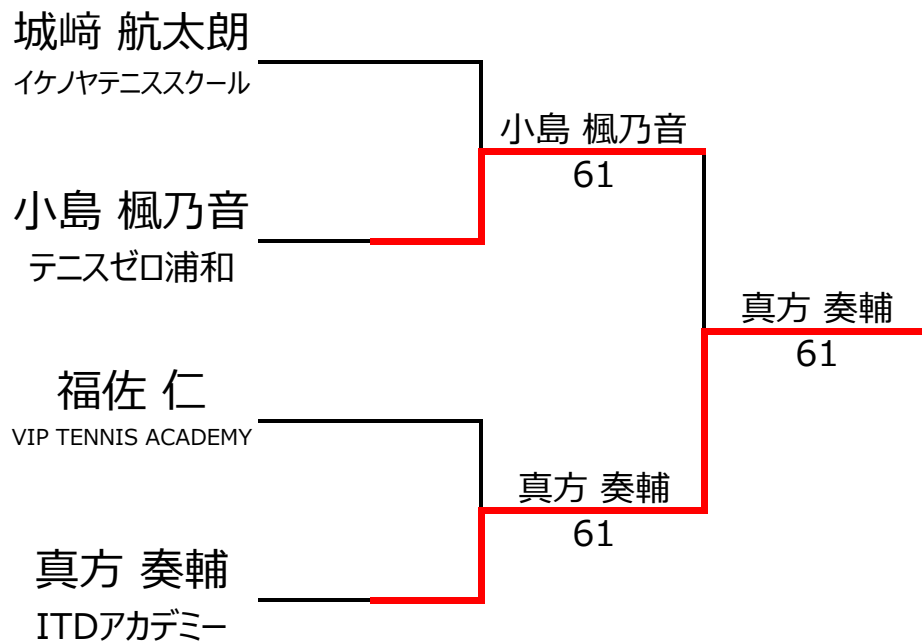 城﨑 航太朗
イケノヤテニススクール
小島 楓乃音
61
小島 楓乃音
テニスゼロ浦和
真方 奏輔
61
福佐 仁
VIP TENNIS ACADEMY
真方 奏輔
61
真方 奏輔
ITDアカデミー